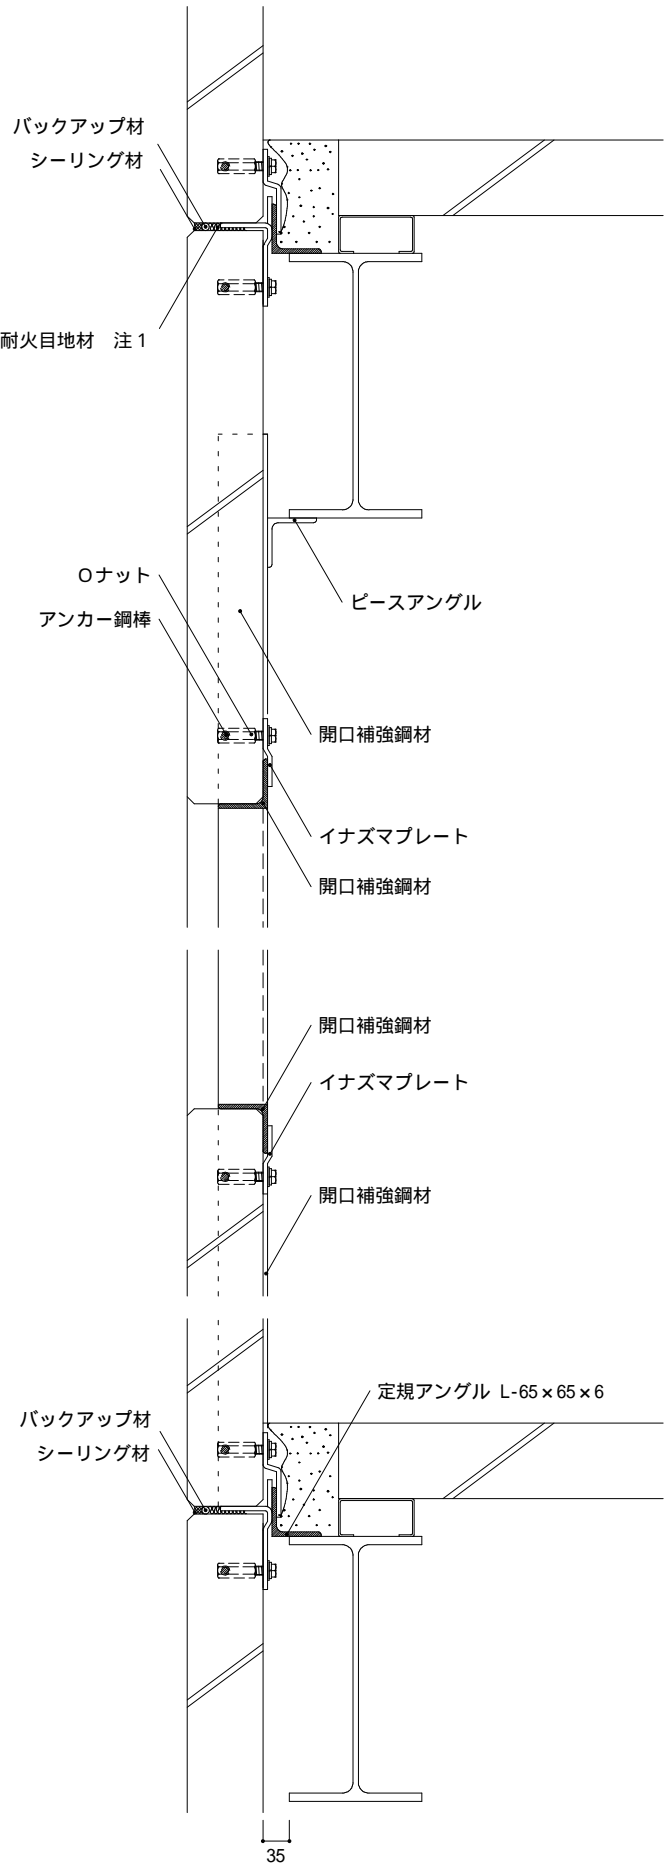 バックアップ材
シーリング材
耐火目地材　注1
Oナット
アンカー鋼棒
ピースアングル
開口補強鋼材
イナズマプレート
開口補強鋼材
開口補強鋼材
イナズマプレート
開口補強鋼材
定規アングル L-65×65×6
バックアップ材
シーリング材
35